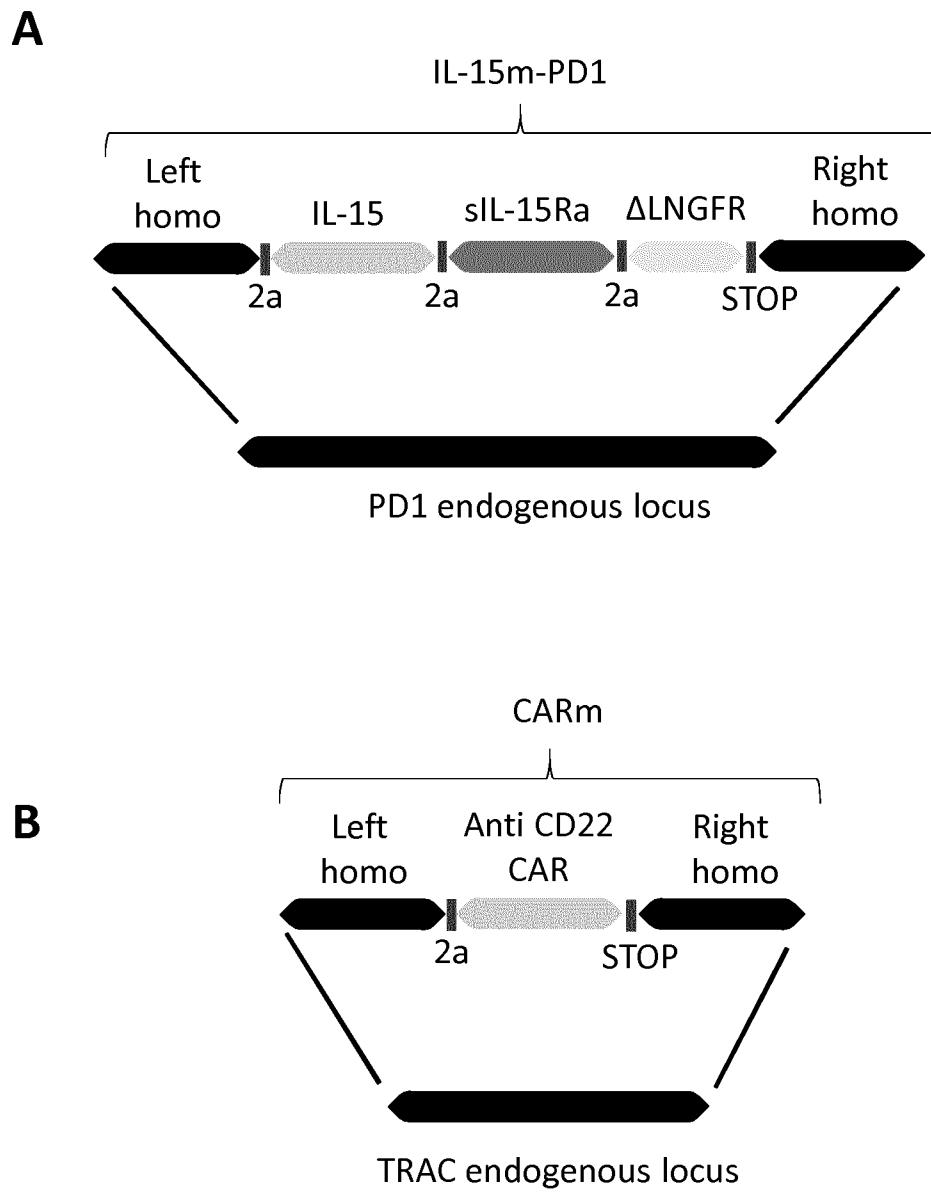 A
IL-15m-PD1
Left
homo
IL-15
sIL-15Ra
ΔLNGFR
Right
homo
2a
2a
2a
STOP
PD1 endogenous locus
CARm
B
Left
homo
Anti CD22
CAR
Right
homo
2a
STOP
TRAC endogenous locus